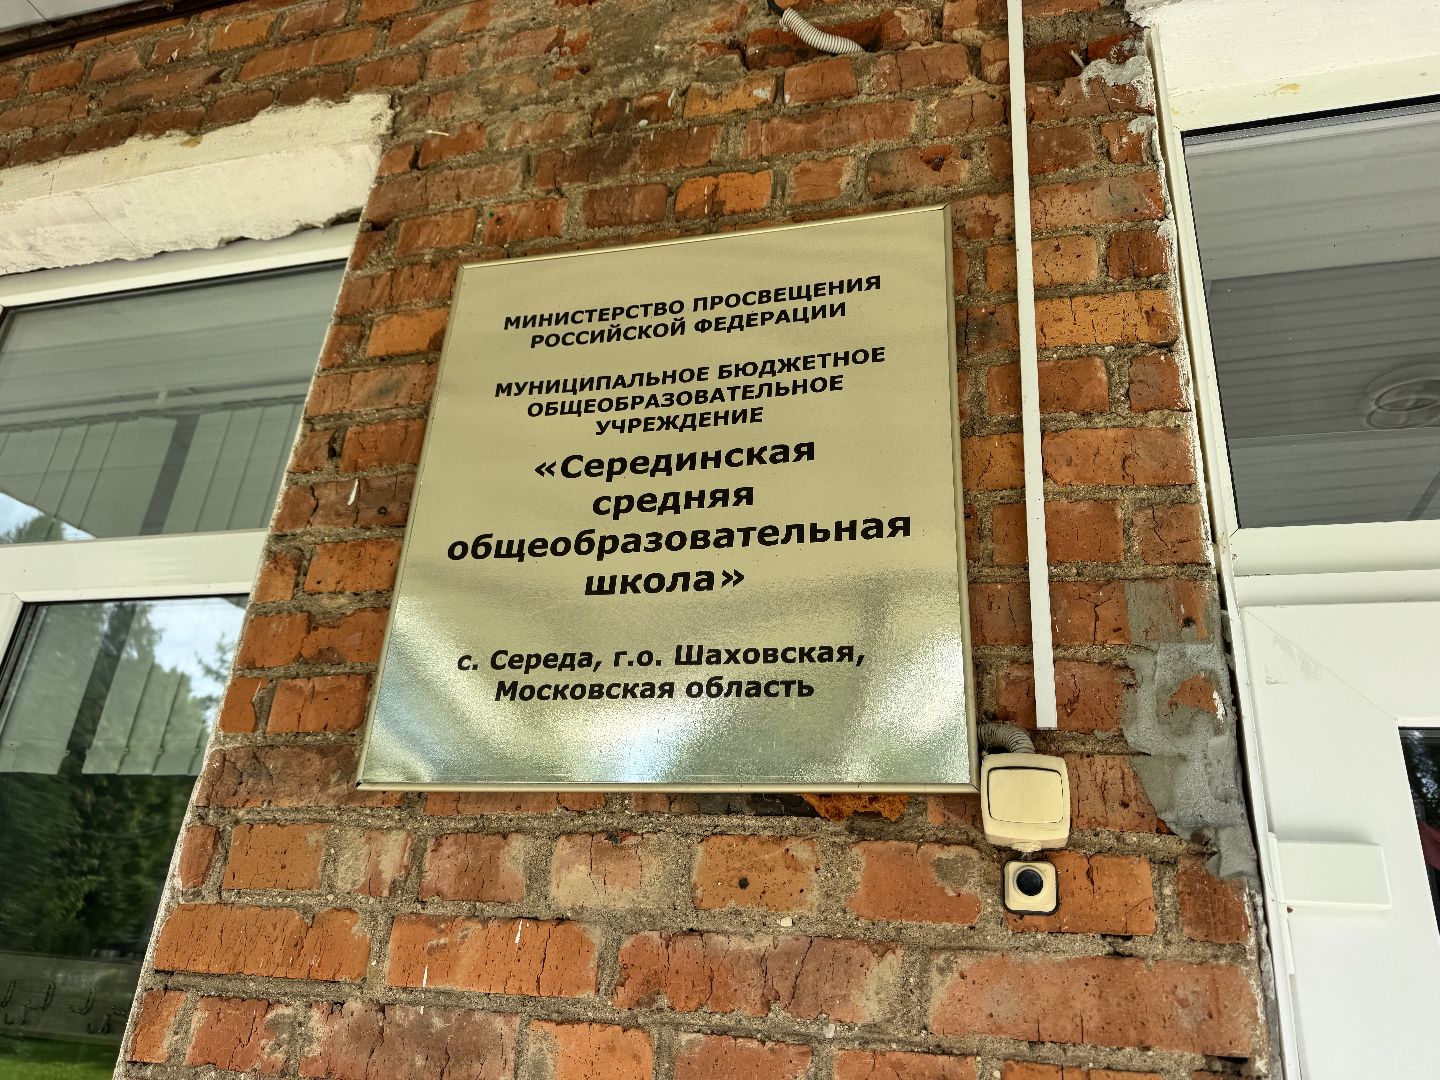 МИНИСТЕРСТВО ПРОСВЕЩЕНИЯ
РОССИЙСКОЙ ФЕДЕРАЦИИ
МУНИЦИПАЛЬНОЕ БЮДЖЕТНОЕ
ОБЩЕОБРАЗОВАТЕЛЬНОЕ
УЧРЕЖДЕНИЕ
«Серединская
средняя
общеобразовательная
школа»
с. Середа, г.о. Шаховская,
Московская область